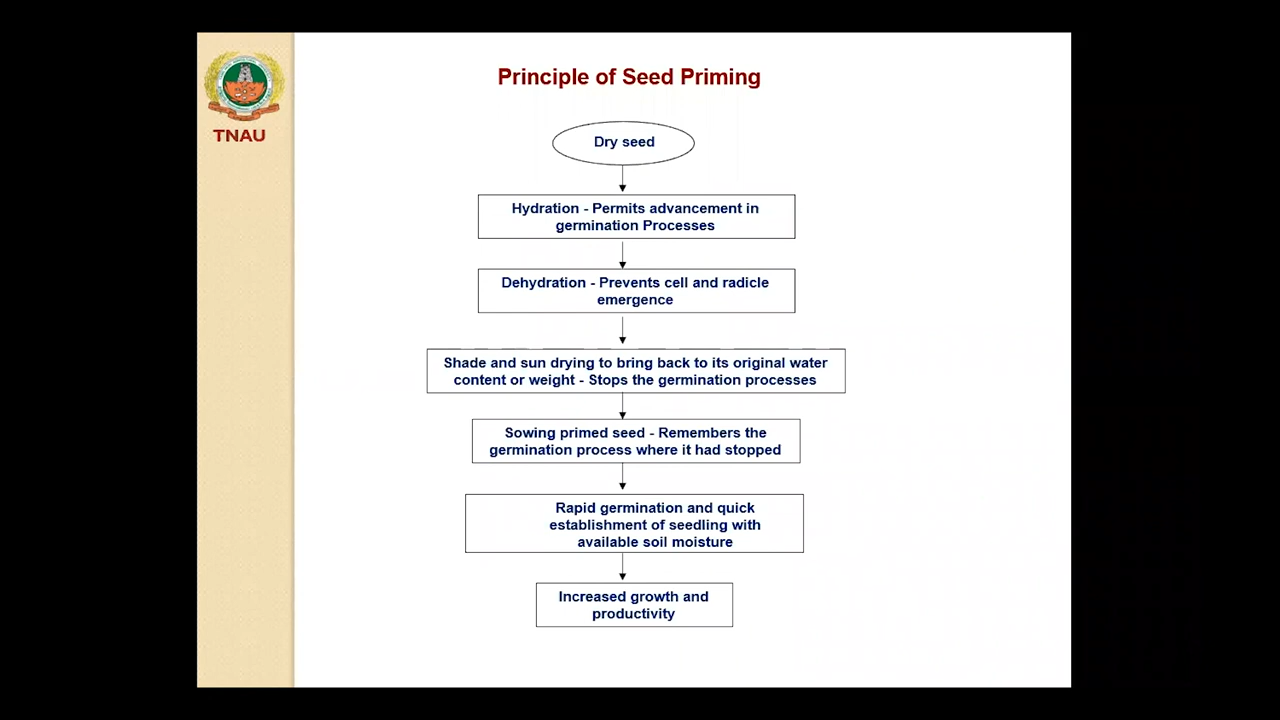 TNAU
Principle of Seed Priming
Dry seed
Hydration - Permits advancement in
germination Processes
Dehydration - Prevents cell and radicle
emergence
Shade and sun drying to bring back to its original water
content or weight - Stops the germination processes
Sowing primed seed - Remembers the
germination process where it had stopped
Rapid germination and quick
establishment of seedling with
available soil moisture
Increased growth and
productivity